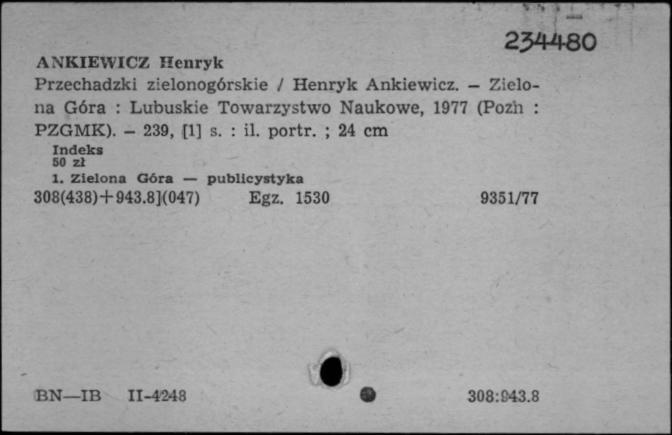 234480
ANKIEWICZ Henryk
Przechadzki zielonogórskie / Henryk Ankiewicz. – Zielo-
na Góra : Lubuskie Towarzystwo Naukowe, 1977 (Pozń :
PZGMK). – 239, [1] s. : il. portr. ; 24 cm
Indeks
50 zł
1. Zielona Góra — publicystyka
308(438)+943.8](047) Egz. 1530 9351/77
BN—IB II-4248 308:943.8